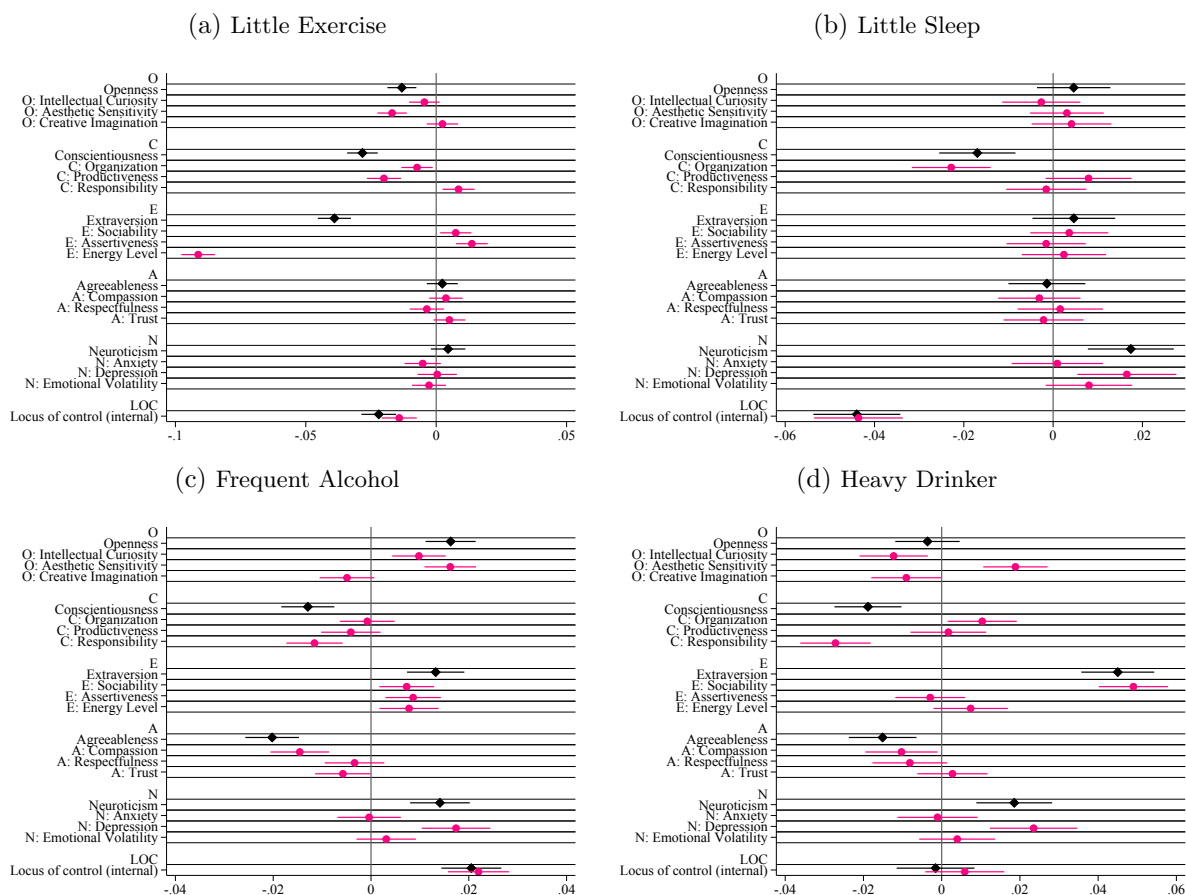 (a) Little Exercise
O
Openness
O: Intellectual Curiosity
O: Aesthetic Sensitivity
O: Creative Imagination
C
Conscientiousness
C: Organization
C: Productiveness
C: Responsibility
E
Extraversion
E: Sociability
E: Assertiveness
E: Energy Level
A
Agreeableness
A: Compassion
A: Respectfulness
A: Trust
N
Neuroticism
N: Anxiety
N: Depression
N: Emotional Volatility
LOC
Locus of control (internal)
-.1 -.05 0 .05
(b) Little Sleep
O
Openness
O: Intellectual Curiosity
O: Aesthetic Sensitivity
O: Creative Imagination
C
Conscientiousness
C: Organization
C: Productiveness
C: Responsibility
E
Extraversion
E: Sociability
E: Assertiveness
E: Energy Level
A
Agreeableness
A: Compassion
A: Respectfulness
A: Trust
N
Neuroticism
N: Anxiety
N: Depression
N: Emotional Volatility
LOC
Locus of control (internal)
-.06 -.04 -.02 0 .02
(c) Frequent Alcohol
O
Openness
O: Intellectual Curiosity
O: Aesthetic Sensitivity
O: Creative Imagination
C
Conscientiousness
C: Organization
C: Productiveness
C: Responsibility
E
Extraversion
E: Sociability
E: Assertiveness
E: Energy Level
A
Agreeableness
A: Compassion
A: Respectfulness
A: Trust
N
Neuroticism
N: Anxiety
N: Depression
N: Emotional Volatility
LOC
Locus of control (internal)
-.04 -.02 0 .02 .04
(d) Heavy Drinker
O
Openness
O: Intellectual Curiosity
O: Aesthetic Sensitivity
O: Creative Imagination
C
Conscientiousness
C: Organization
C: Productiveness
C: Responsibility
E
Extraversion
E: Sociability
E: Assertiveness
E: Energy Level
A
Agreeableness
A: Compassion
A: Respectfulness
A: Trust
N
Neuroticism
N: Anxiety
N: Depression
N: Emotional Volatility
LOC
Locus of control (internal)
-.04 -.02 0 .02 .04 .06